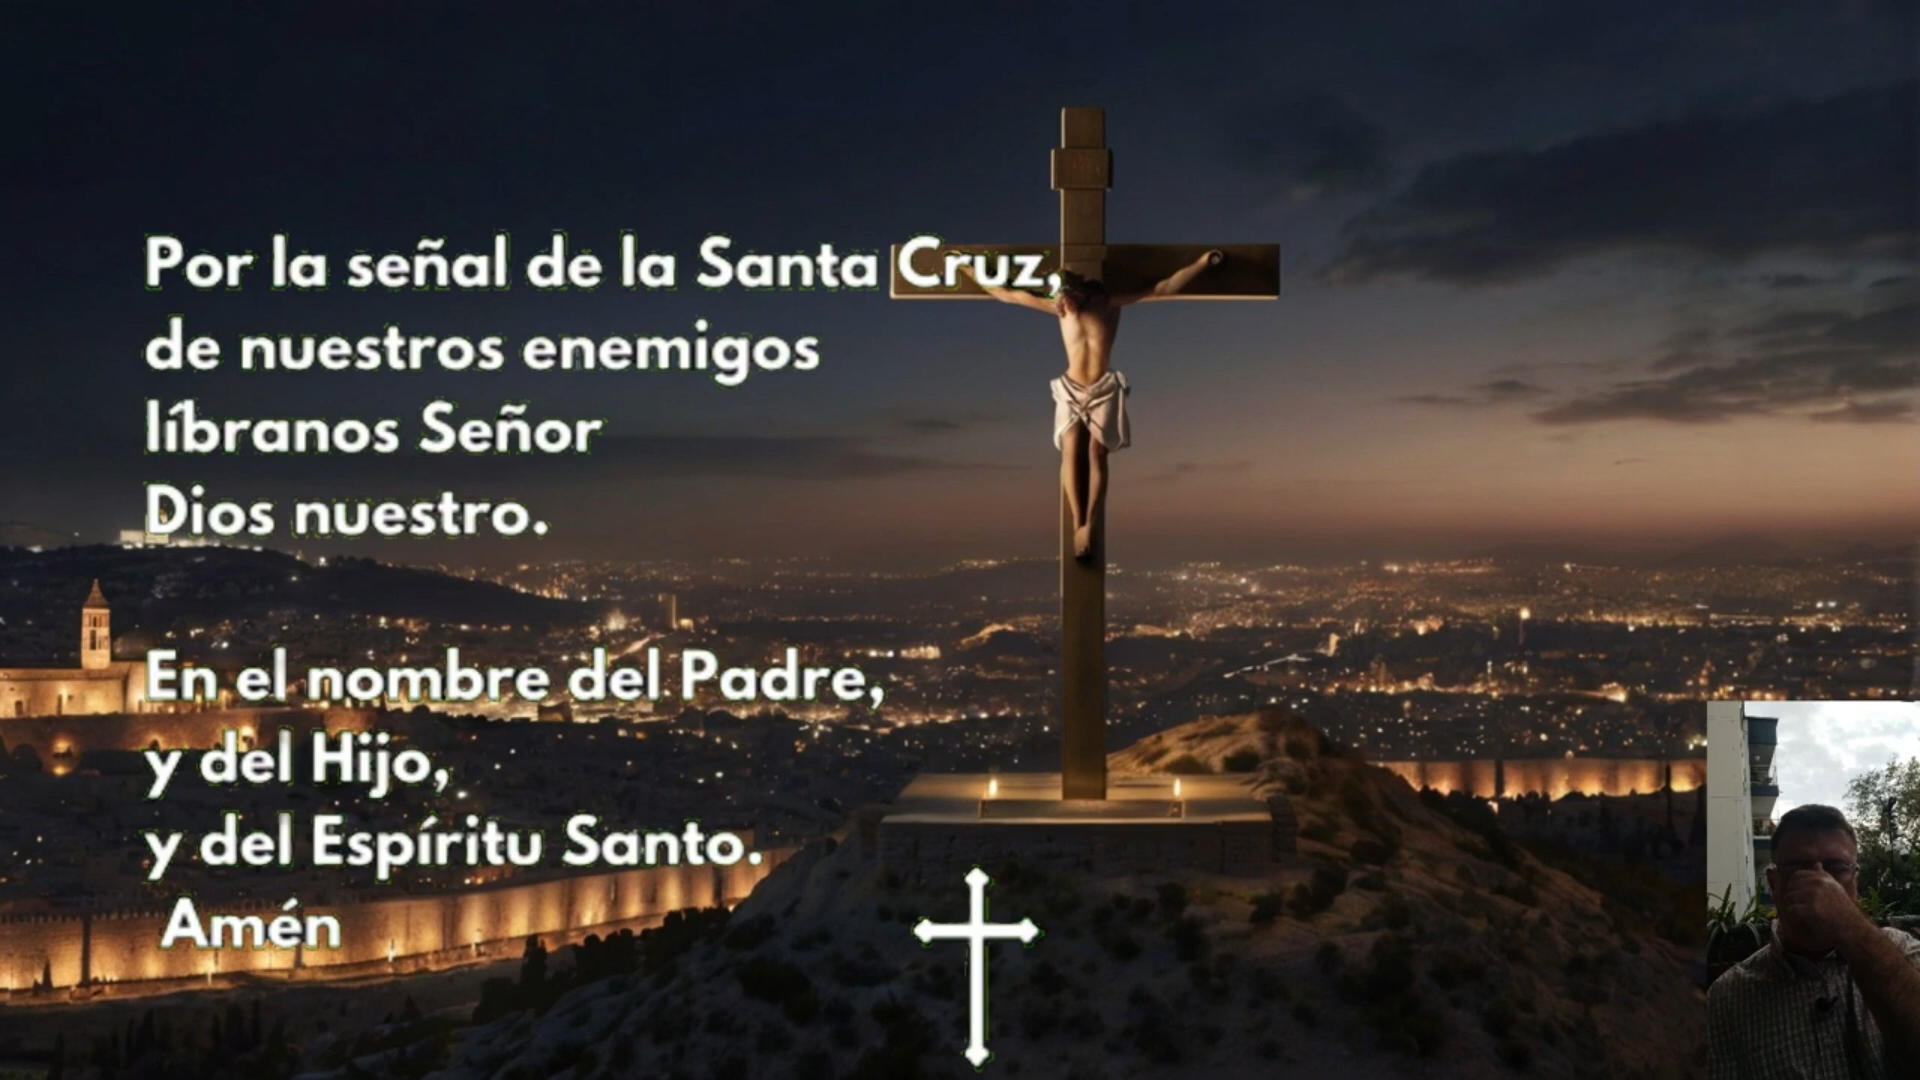 Por la señal de la Santa Cruz,
de nuestros enemigos
líbranos Señor
Dios nuestro.
En el nombre del Padre,
y del Hijo,
y del Espíritu Santo.
Amén